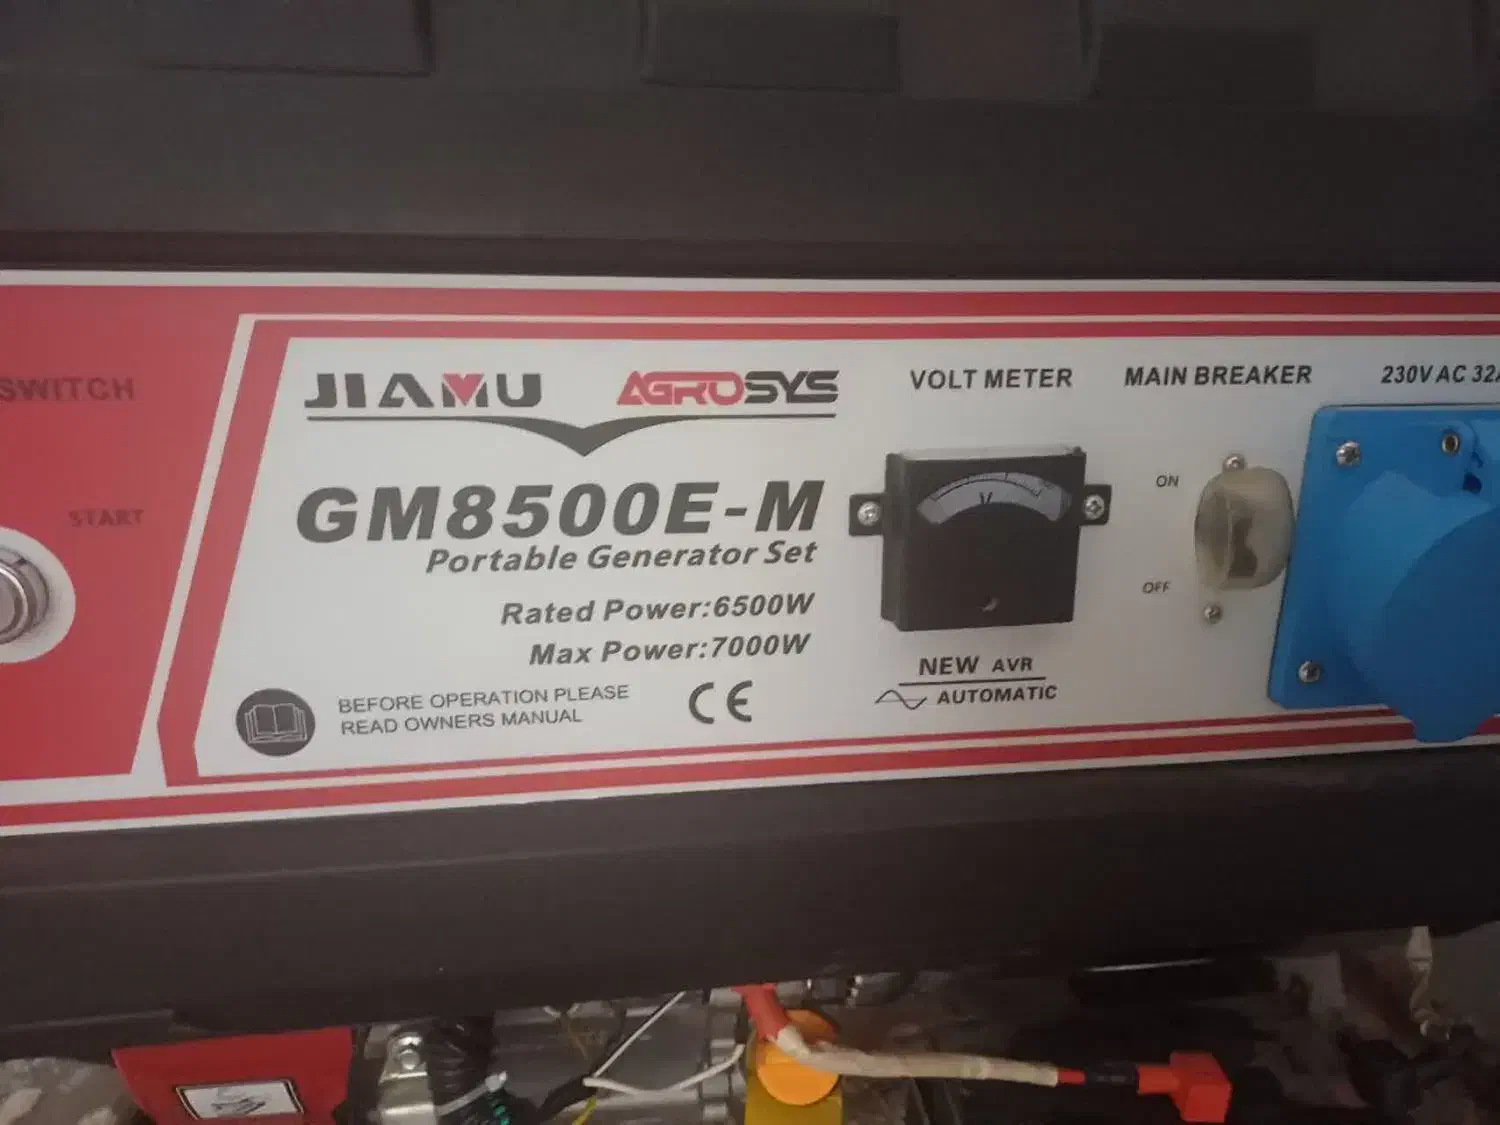 SWITCH
START
JIAMU AGROSYS
GM8500E-M
Portable Generator Set
Rated Power:6500W
Max Power:7000W
BEFORE OPERATION PLEASE
READ OWNERS MANUAL
CE
VOLT METER
V
NEW AVR
AUTOMATIC
MAIN BREAKER
ON
OFF
230V AC 32A